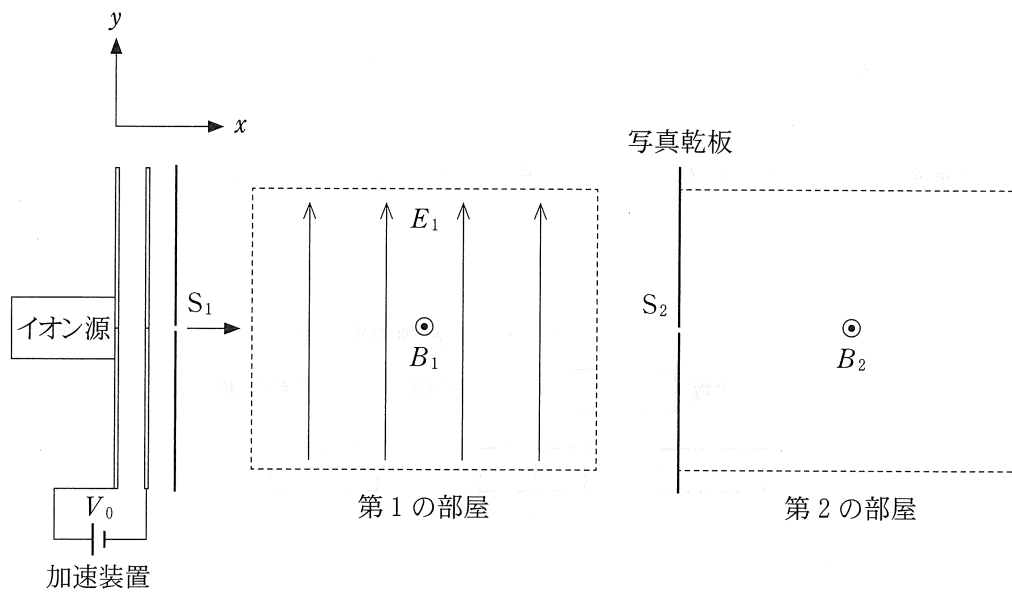 y
x
写真乾板
E₁
S₁
S₂
イオン源
B₁
B₂
V₀
第1の部屋
第2の部屋
加速装置